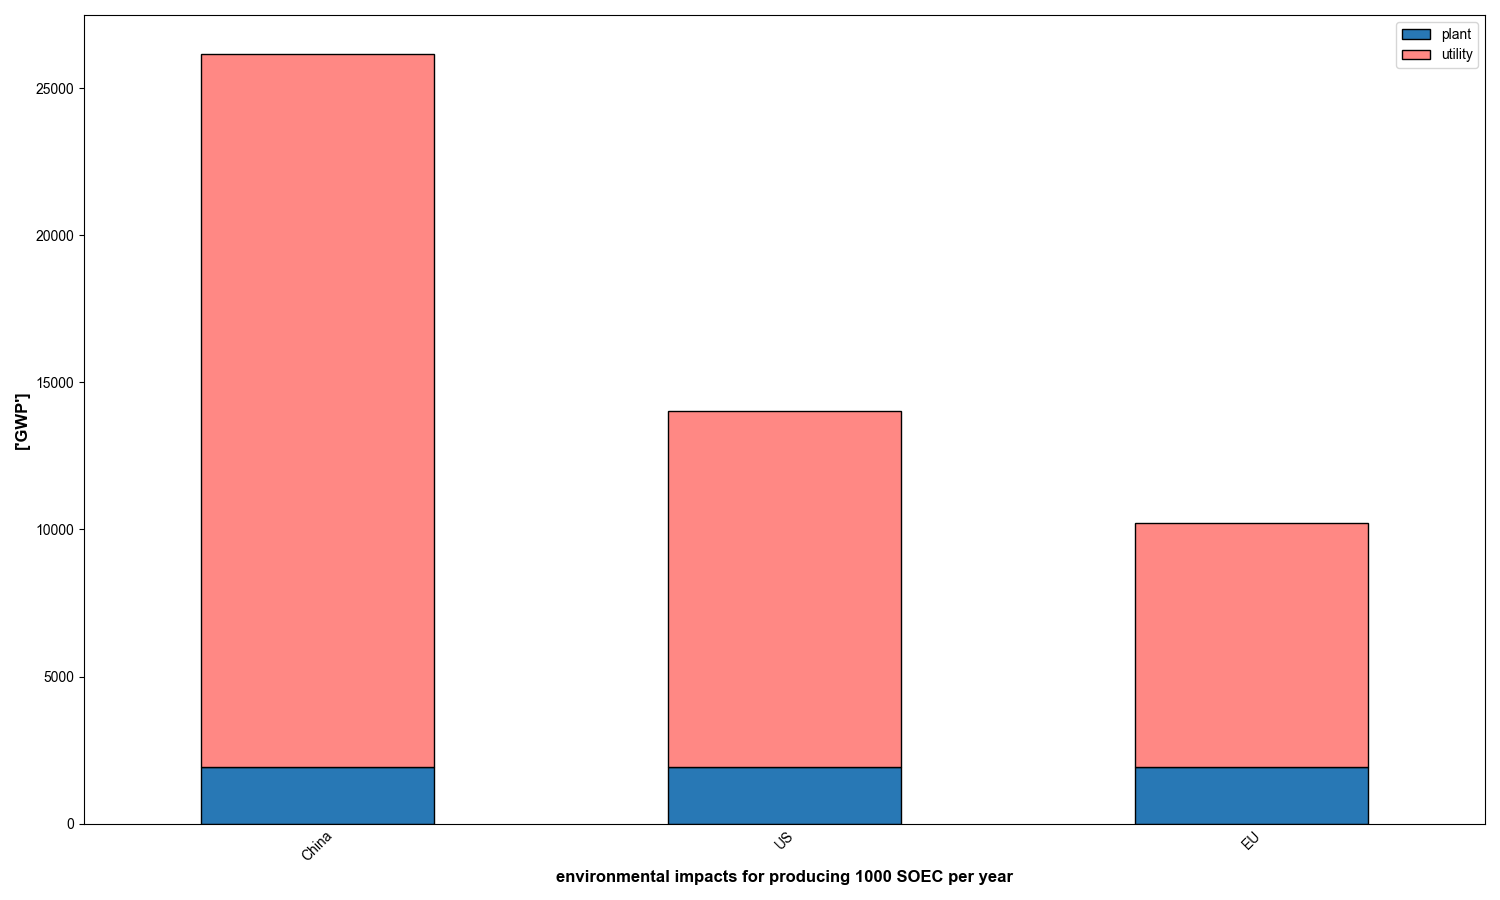 plant
utility
25000
20000
15000
10000
5000
0
['GWP']
China
US
EU
environmental impacts for producing 1000 SOEC per year